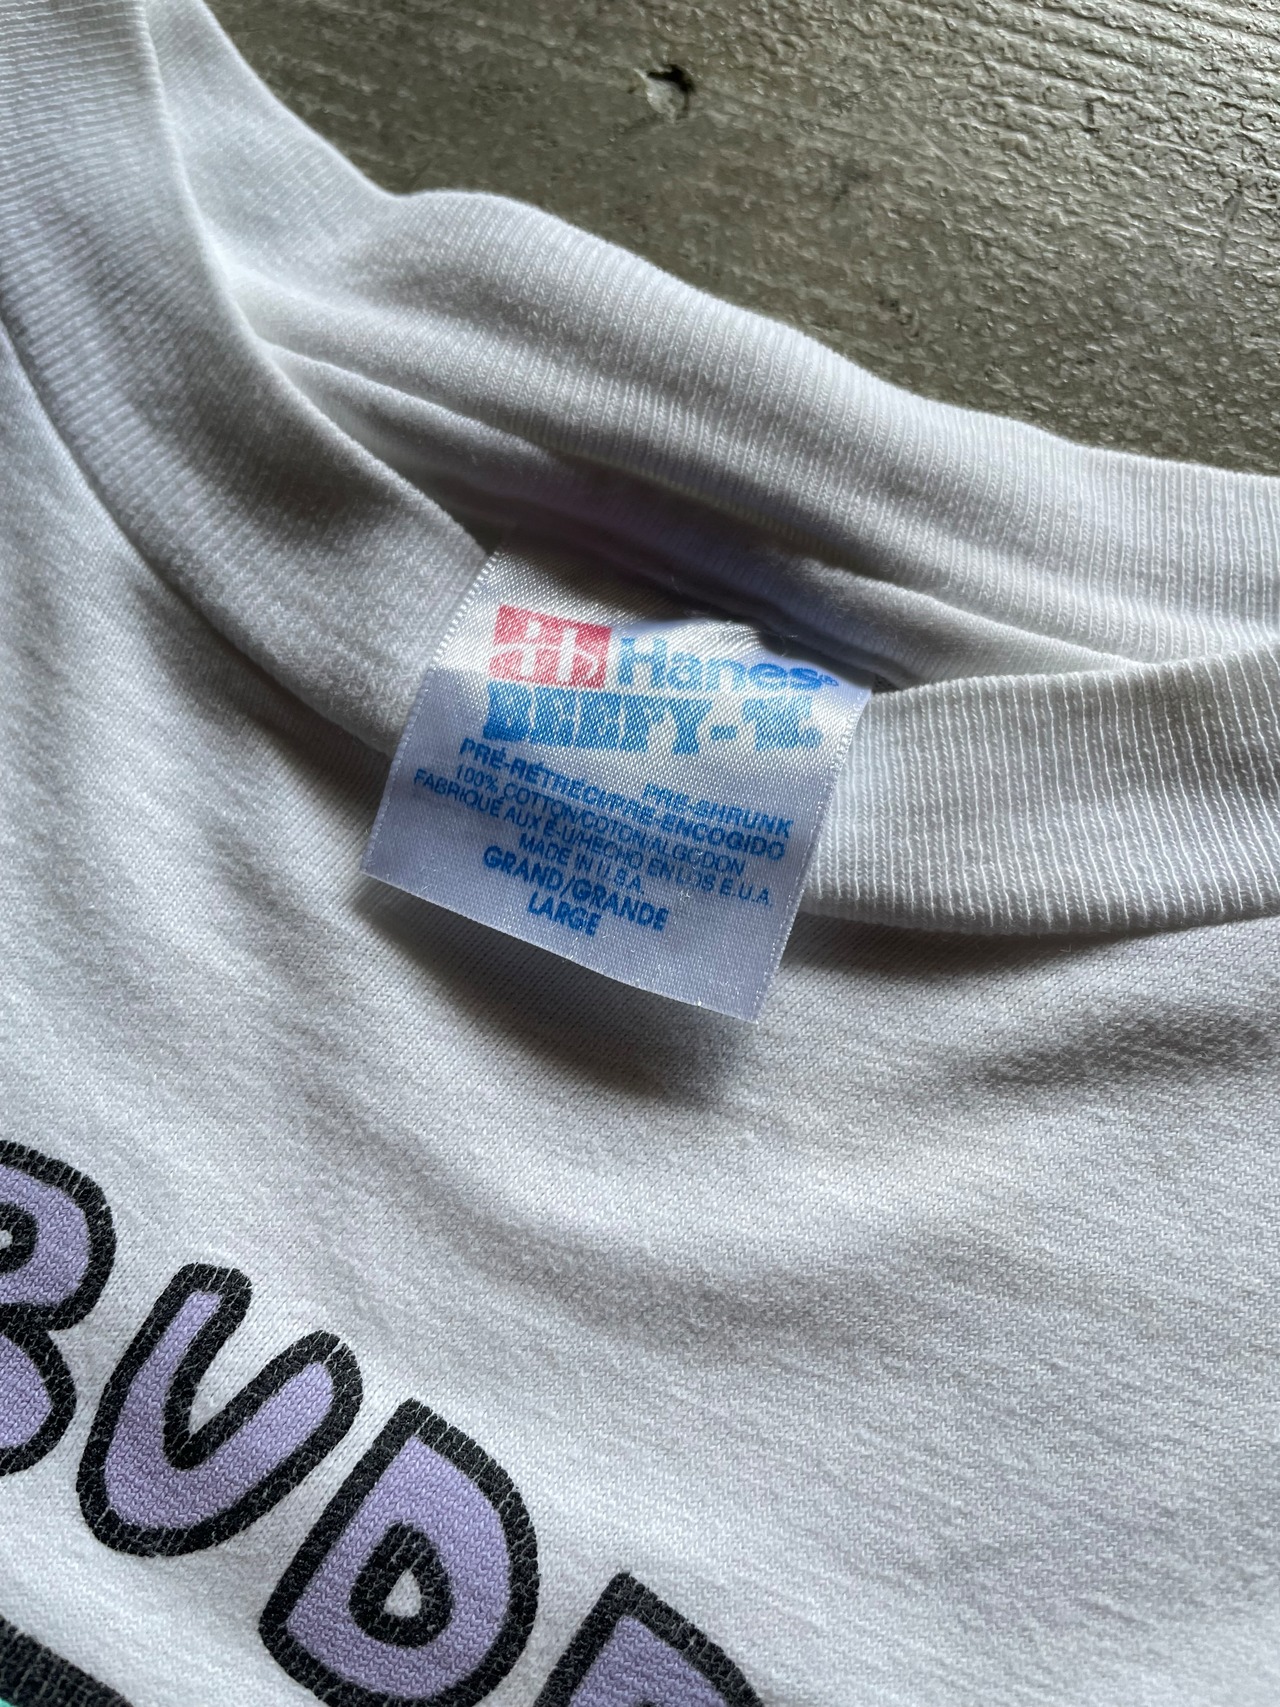 Hanes®
BEEFY-T.
PRE-SHRUNK
PRÉ-RÉTRÉCI/PRE-ENCOGIDO
100% COTTON/COTON/ALGODON
FABRIQUÉ AUX É-U/HECHO EN LOS E.U.A.
MADE IN U.S.A.
GRAND/GRANDE
LARGE
BUDD